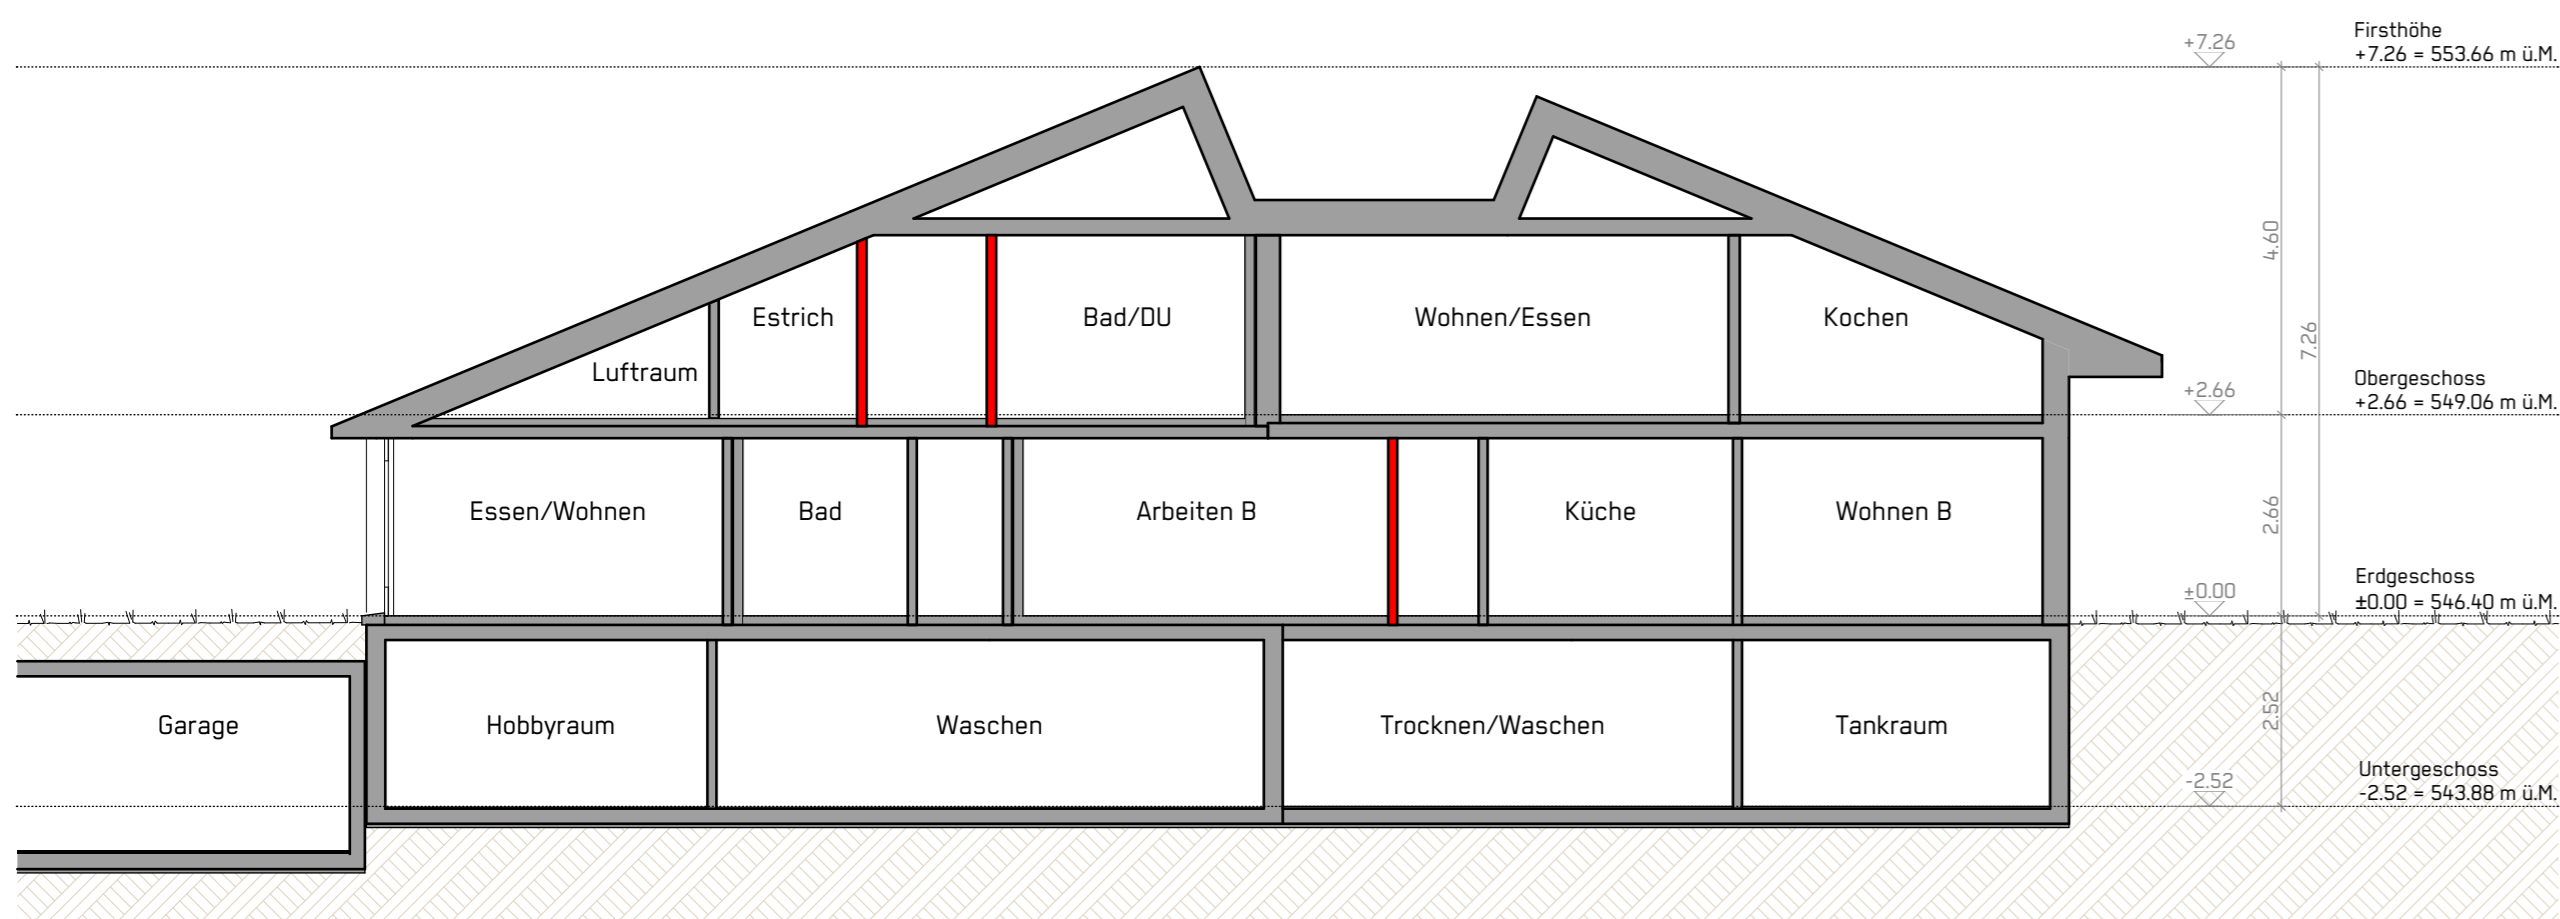 Firsthöhe
+7.26
+7.26 = 553.66 m ü.M.
4.60
7.26
Estrich
Bad/DU
Wohnen/Essen
Kochen
Luftraum
Obergeschoss
+2.66
+2.66 = 549.06 m ü.M.
Essen/Wohnen
Bad
Arbeiten B
Küche
Wohnen B
2.66
Erdgeschoss
±0.00
±0.00 = 546.40 m ü.M.
Garage
Hobbyraum
Waschen
Trocknen/Waschen
Tankraum
2.52
Untergeschoss
-2.52
-2.52 = 543.88 m ü.M.